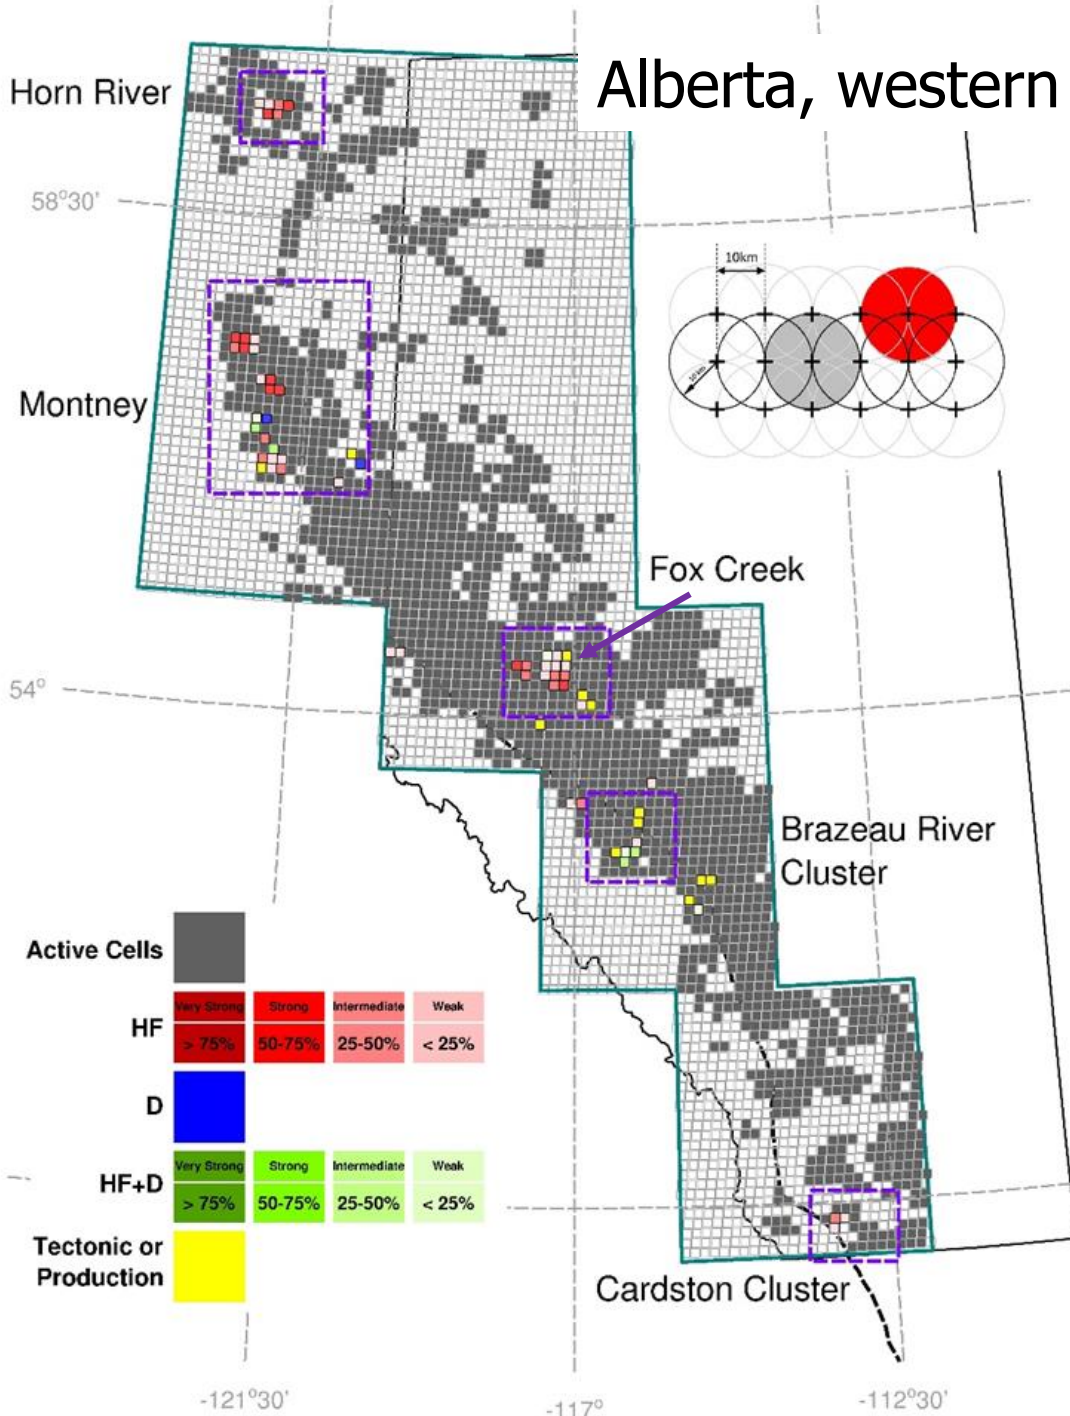 Alberta, western
Horn River
58°30'
10km
10 km
Montney
Fox Creek
54°
Brazeau River
Cluster
Active Cells
HF
Very Strong Strong Intermediate Weak
> 75% 50-75% 25-50% < 25%
D
HF+D
Very Strong Strong Intermediate Weak
> 75% 50-75% 25-50% < 25%
Tectonic or
Production
Cardston Cluster
-121°30'
-117°
-112°30'